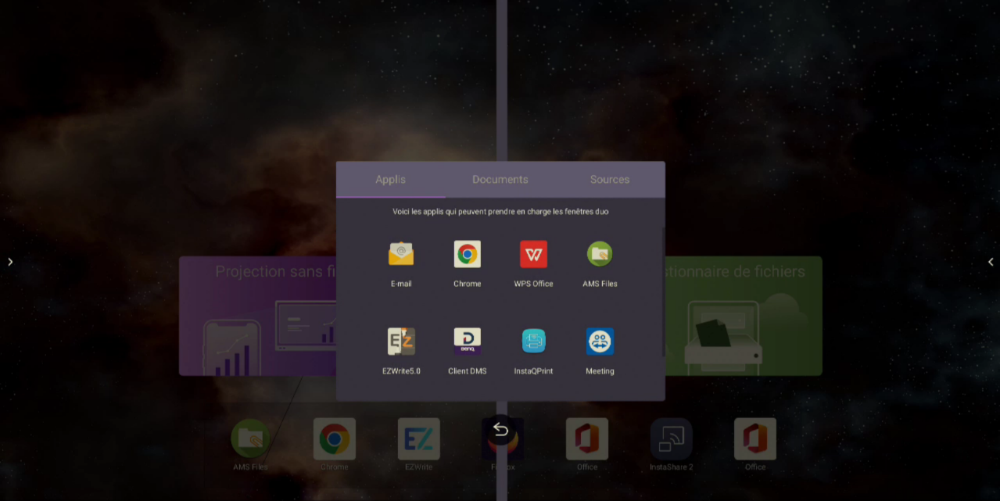 Applis
Documents
Sources
Voici les applis qui peuvent prendre en charge les fenêtres duo
E-mail
Chrome
WPS Office
AMS Files
EZWrite5.0
Client DMS
InstaQPrint
Meeting
Projection sans fi
stionnaire de fichiers
AMS Files
Chrome
EZWrite
F ox
Office
InstaShare 2
Office